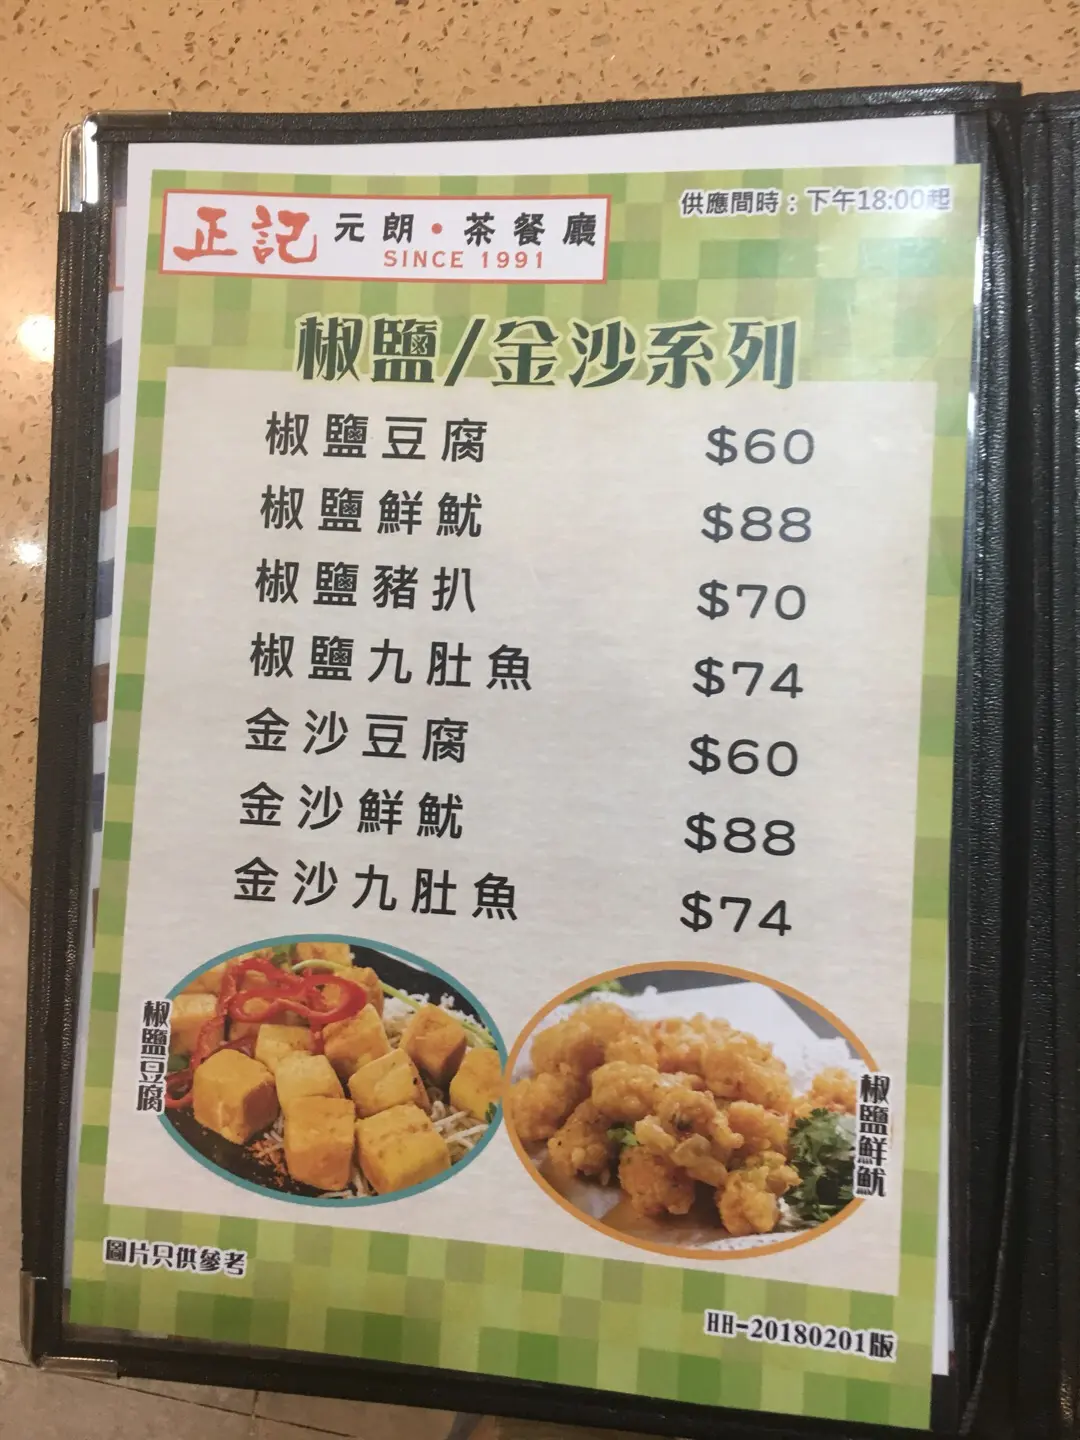 正記 元朗・茶餐廳
SINCE 1991
供應間時：下午18:00起
椒鹽/金沙系列
椒鹽豆腐 $60
椒鹽鮮魷 $88
椒鹽豬扒 $70
椒鹽九肚魚 $74
金沙豆腐 $60
金沙鮮魷 $88
金沙九肚魚 $74
椒鹽豆腐
椒鹽鮮魷
圖片只供參考
HH-20180201版